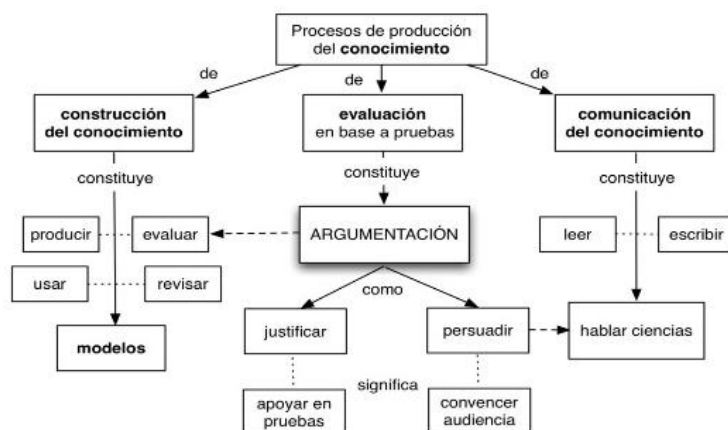 Procesos de producción
del conocimiento
de
de
de
construcción
del conocimiento
evaluación
en base a pruebas
comunicación
del conocimiento
constituye
constituye
constituye
producir
evaluar
ARGUMENTACIÓN
leer
escribir
usar
revisar
como
modelos
justificar
persuadir
hablar ciencias
significa
apoyar en
pruebas
convencer
audiencia